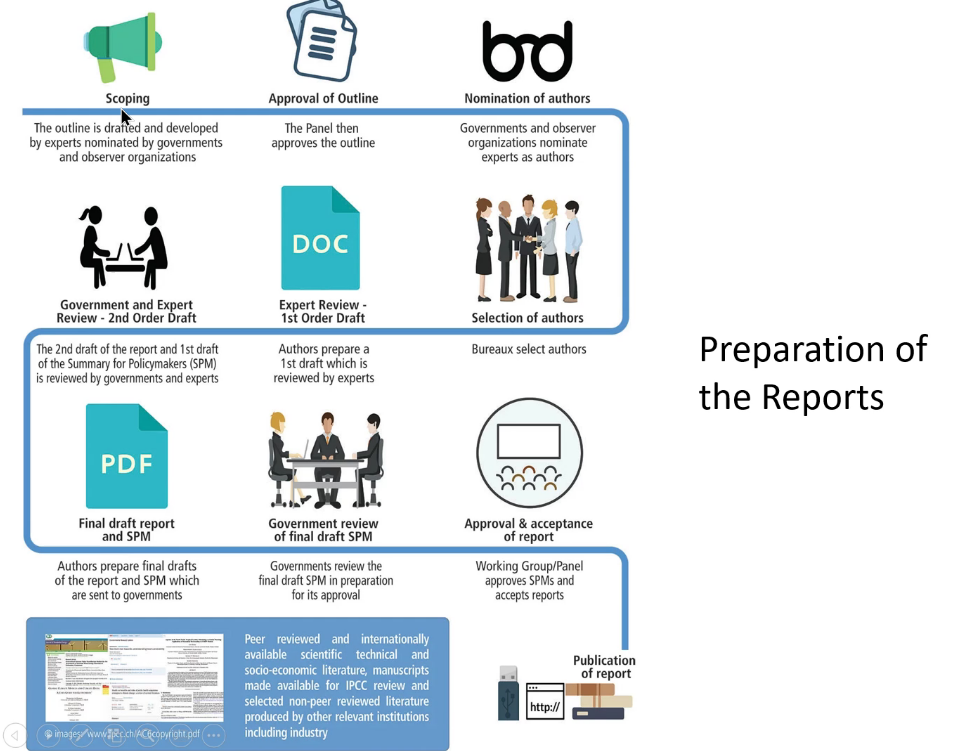 Scoping
Approval of Outline
Nomination of authors
The outline is drafted and developed
by experts nominated by governments
and observer organizations
The Panel then
approves the outline
Governments and observer
organizations nominate
experts as authors
DOC
Government and Expert
Review - 2nd Order Draft
Expert Review -
1st Order Draft
Selection of authors
The 2nd draft of the report and 1st draft
of the Summary for Policymakers (SPM)
is reviewed by governments and experts
Authors prepare a
1st draft which is
reviewed by experts
Bureaux select authors
Preparation of
the Reports
PDF
Final draft report
and SPM
Government review
of final draft SPM
Approval & acceptance
of report
Authors prepare final drafts
of the report and SPM which
are sent to governments
Governments review the
final draft SPM in preparation
for its approval
Working Group/Panel
approves SPMs and
accepts reports
Peer reviewed and internationally
available scientific technical and
socio-economic literature, manuscripts
made available for IPCC review and
selected non-peer reviewed literature
produced by other relevant institutions
including industry
Publication
of report
http://